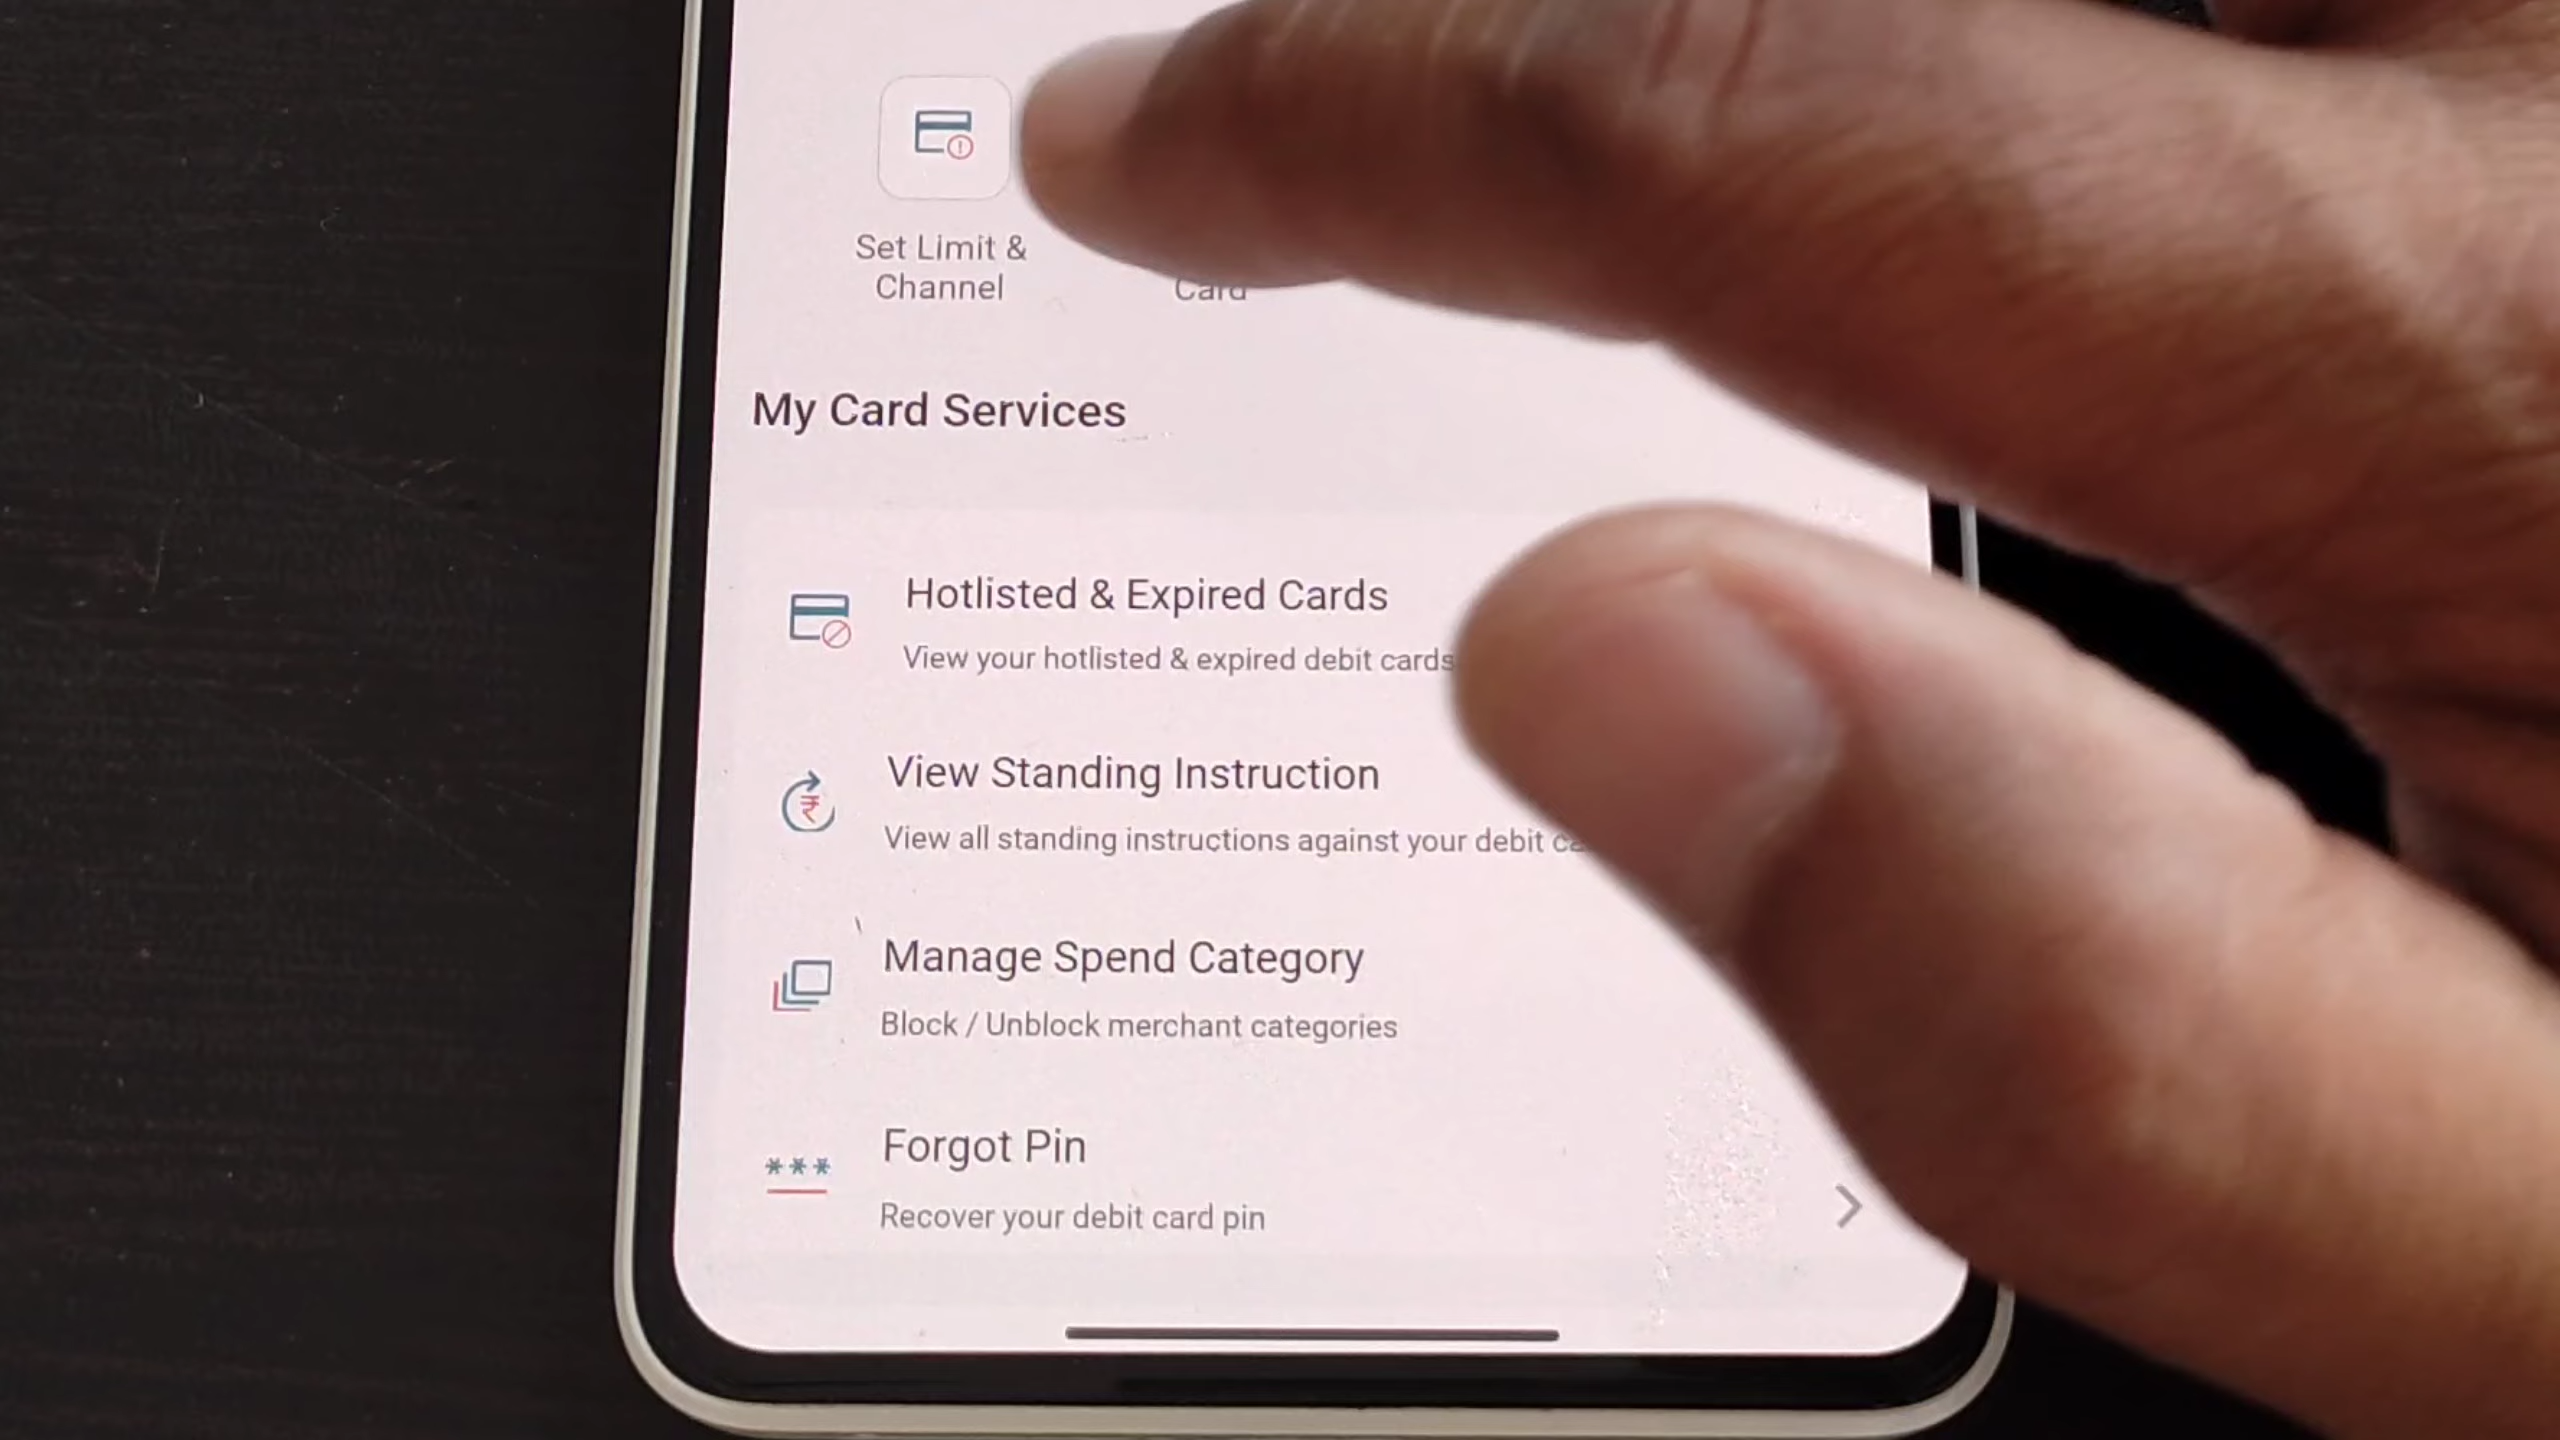 Set Limit &
Channel
Card
My Card Services
Hotlisted & Expired Cards
View your hotlisted & expired debit cards
View Standing Instruction
View all standing instructions against your debit
Manage Spend Category
Block / Unblock merchant categories
Forgot Pin
***
Recover your debit card pin